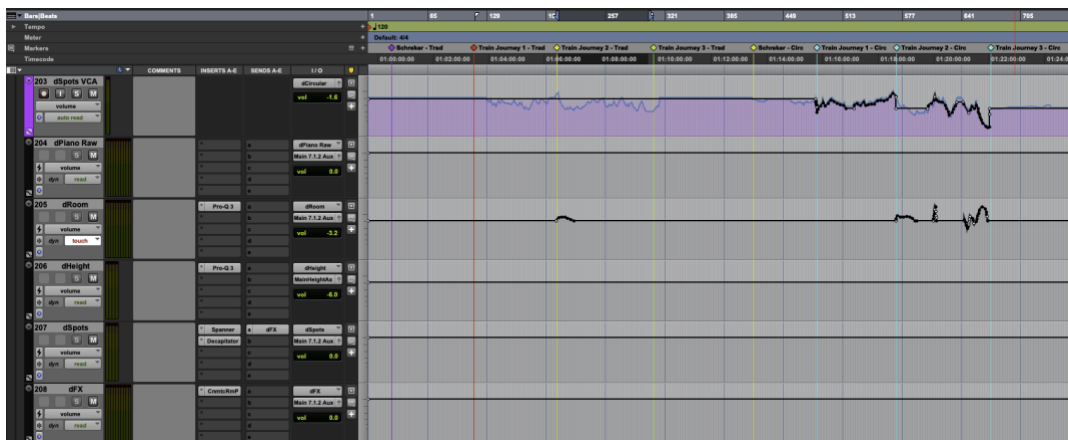 Bars|Beats 1 65 129 257 321 385 449 513 577 641 705
Tempo 120
Meter Default: 4/4
Markers Schreker - Trad Train Journey 1 - Trad Train Journey 2 - Trad Train Journey 3 - Trad Schreker - Circ Train Journey 1 - Circ Train Journey 2 - Circ Train Journey 3 - Circ
Timecode 01:00:00:00 01:02:00:00 01:04:00:00 01:06:00:00 01:08:00:00 01:10:00:00 01:12:00:00 01:14:00:00 01:16:00:00 01:18:00:00 01:20:00:00 01:22:00:00 01:24:0
COMMENTS INSERTS A-E SENDS A-E I / O
203 dSpots VCA dCircular
I S M vol -1.6
volume
auto read
204 dPiano Raw a dPiano Raw
S M b Main 7.1.2 Aux
volume c vol 0.0
dyn read d
e
205 dRoom Pro-Q 3 a dRoom
S M b Main 7.1.2 Aux
volume c vol -3.2
dyn touch d
e
206 dHeight Pro-Q 3 a dHeight
S M b MainHeightAx
volume c vol -6.0
dyn read d
e
207 dSpots Spanner a dFX dSpots
S M Decapitator b Main 7.1.2 Aux
volume c vol 0.0
dyn read d
e
208 dFX CnmtcRmP a dFX
S M b Main 7.1.2 Aux
volume c vol 0.0
dyn read d
e